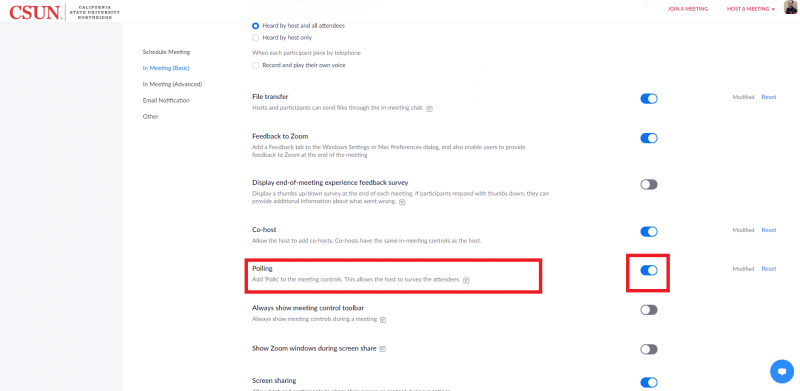 CSUN. CALIFORNIA
STATE UNIVERSITY
NORTHRIDGE
JOIN A MEETING HOST A MEETING
Heard by host and all attendees
Heard by host only
When each participant joins by telephone
Record and play their own voice
Schedule Meeting
In Meeting (Basic)
In Meeting (Advanced)
Email Notification
Other
File transfer Modified Reset
Hosts and participants can send files through the in-meeting chat.
Feedback to Zoom
Add a Feedback tab to the Windows Settings or Mac Preferences dialog, and also enable users to provide
feedback to Zoom at the end of the meeting
Display end-of-meeting experience feedback survey
Display a thumbs up/down survey at the end of each meeting. If participants respond with thumbs down, they can
provide additional information about what went wrong.
Co-host Modified Reset
Allow the host to add co-hosts. Co-hosts have the same in-meeting controls as the host.
Polling Modified Reset
Add 'Polls' to the meeting controls. This allows the host to survey the attendees.
Always show meeting control toolbar
Always show meeting controls during a meeting
Show Zoom windows during screen share
Screen sharing